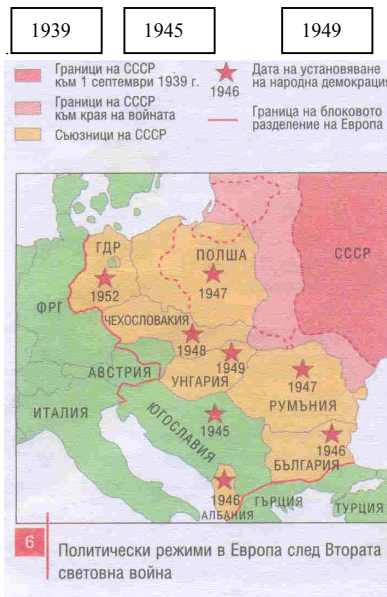 1939 1945 1949
Граници на СССР
към 1 септември 1939 г.
Граници на СССР
към края на войната
Съюзници на СССР
1946
Дата на установяване
на народна демокрация
Граница на блоковото
разделение на Европа
ГДР
1952
ПОЛША
1947
СССР
ФРГ
ЧЕХОСЛОВАКИЯ
1948
1949
АВСТРИЯ
УНГАРИЯ
1947
РУМЪНИЯ
ИТАЛИЯ
ЮГОСЛАВИЯ
1945
1946
БЪЛГАРИЯ
1946
АЛБАНИЯ
ГЪРЦИЯ
ТУРЦИЯ
6
Политически режими в Европа след Втората
световна война